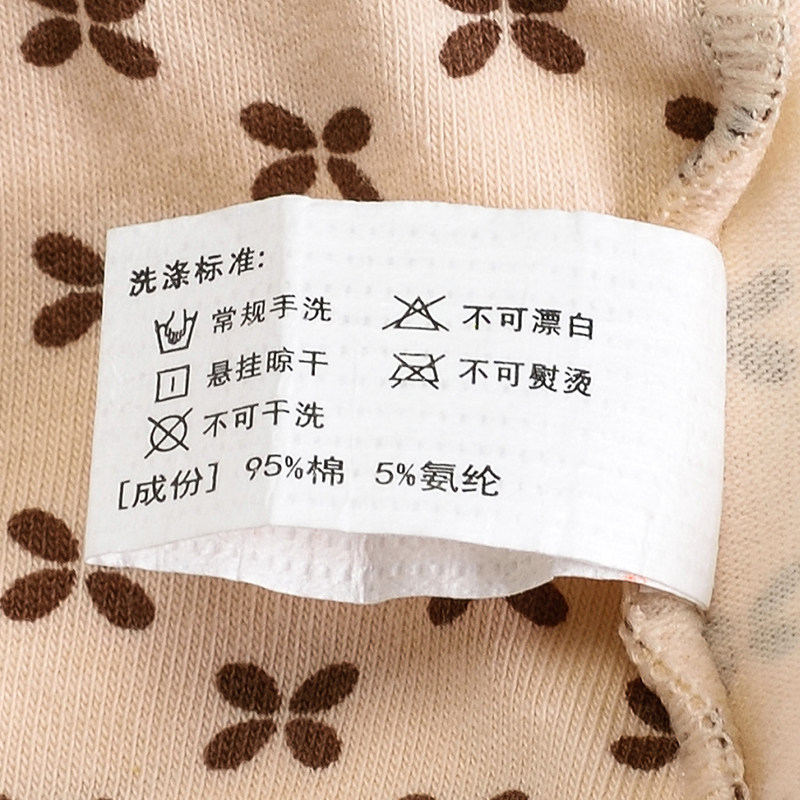 洗涤标准:
常规手洗 不可漂白
悬挂晾干 不可熨烫
不可干洗
[成份] 95%棉 5%氨纶